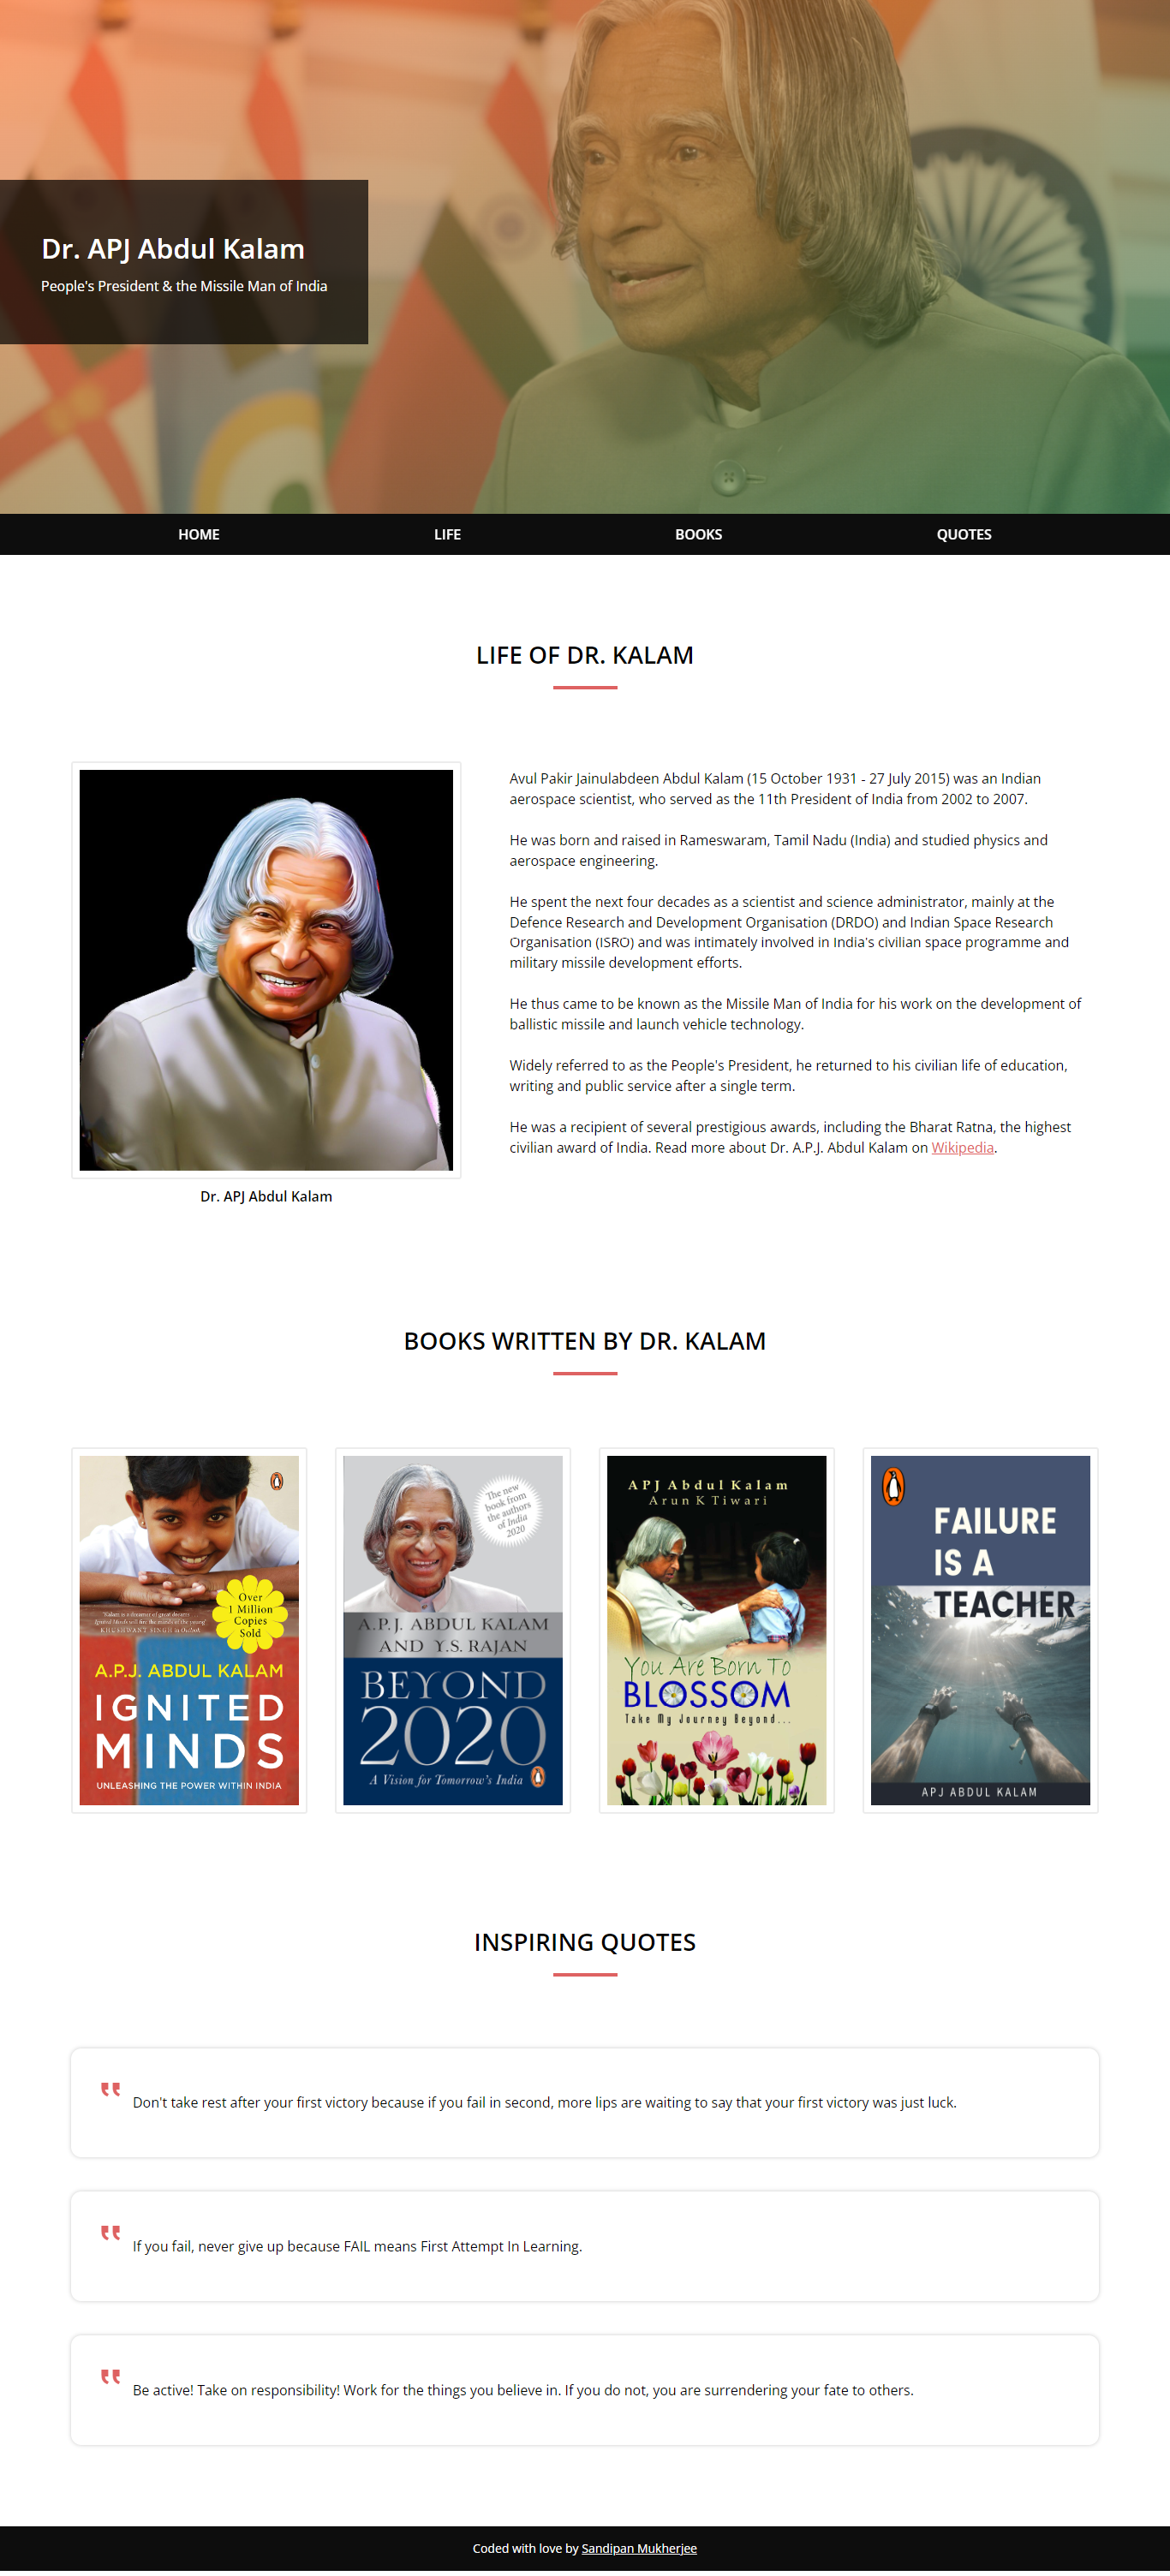 Dr. APJ Abdul Kalam
People's President & the Missile Man of India
HOME LIFE BOOKS QUOTES
LIFE OF DR. KALAM
Avul Pakir Jainulabdeen Abdul Kalam (15 October 1931 - 27 July 2015) was an Indian
aerospace scientist, who served as the 11th President of India from 2002 to 2007.
He was born and raised in Rameswaram, Tamil Nadu (India) and studied physics and
aerospace engineering.
He spent the next four decades as a scientist and science administrator, mainly at the
Defence Research and Development Organisation (DRDO) and Indian Space Research
Organisation (ISRO) and was intimately involved in India's civilian space programme and
military missile development efforts.
He thus came to be known as the Missile Man of India for his work on the development of
ballistic missile and launch vehicle technology.
Widely referred to as the People's President, he returned to his civilian life of education,
writing and public service after a single term.
He was a recipient of several prestigious awards, including the Bharat Ratna, the highest
civilian award of India. Read more about Dr. A.P.J. Abdul Kalam on Wikipedia.
Dr. APJ Abdul Kalam
BOOKS WRITTEN BY DR. KALAM
Over
1 Million
Copies
Sold
A.P.J. ABDUL KALAM
IGNITED
MINDS
UNLEASHING THE POWER WITHIN INDIA
The new
book from
the authors
of India
2020
A.P.J. ABDUL KALAM
AND Y.S. RAJAN
BEYOND
2020
A Vision for Tomorrow's India
APJ Abdul Kalam
Arun K Tiwari
You Are Born To
BLOSSOM
Take My Journey Beyond...
FAILURE
IS A
TEACHER
APJ ABDUL KALAM
INSPIRING QUOTES
Don't take rest after your first victory because if you fail in second, more lips are waiting to say that your first victory was just luck.
If you fail, never give up because FAIL means First Attempt In Learning.
Be active! Take on responsibility! Work for the things you believe in. If you do not, you are surrendering your fate to others.
Coded with love by Sandipan Mukherjee